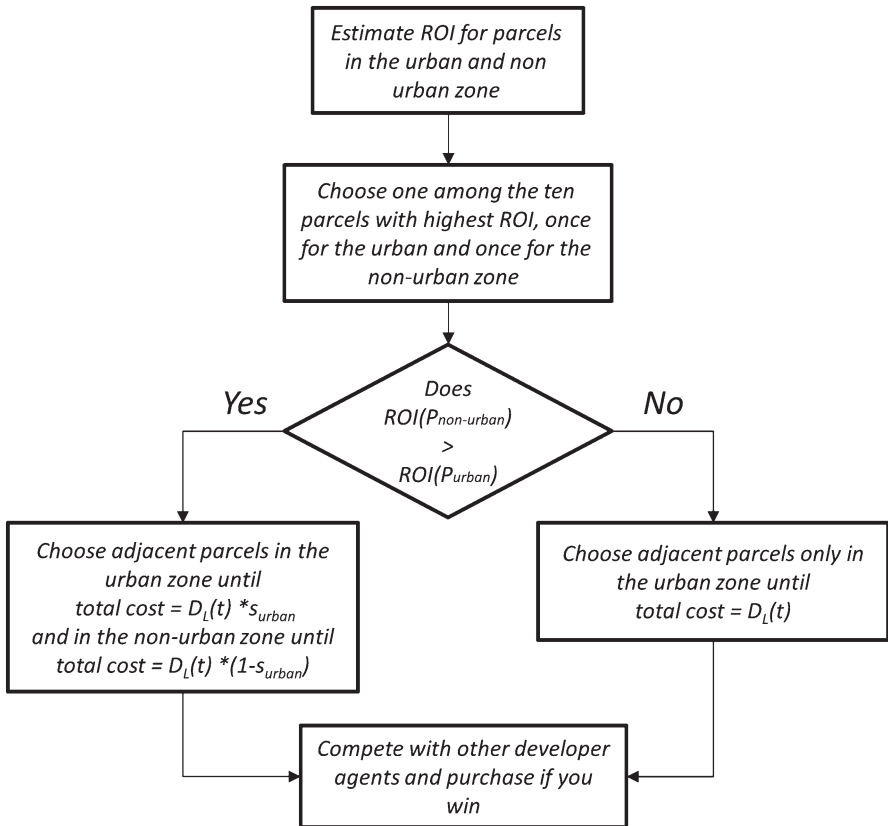 Estimate ROI for parcels
in the urban and non
urban zone
Choose one among the ten
parcels with highest ROI, once
for the urban and once for the
non-urban zone
Does
ROI(Pnon-urban)
>
ROI(Purban)
Yes
No
Choose adjacent parcels in the
urban zone until
total cost = DL(t) *surban
and in the non-urban zone until
total cost = DL(t) *(1-surban)
Choose adjacent parcels only in
the urban zone until
total cost = DL(t)
Compete with other developer
agents and purchase if you
win